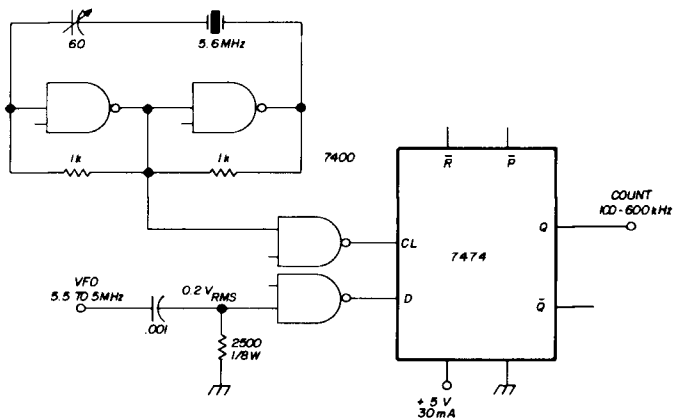 60
5.6MHz
1k
1k
7400
R̅
P̅
COUNT
100-600kHz
Q
CL
7474
VFO
5.5 TO 5MHz
0.2 VRMS
D
Q̅
.001
2500
1/8W
+ 5 V
30mA